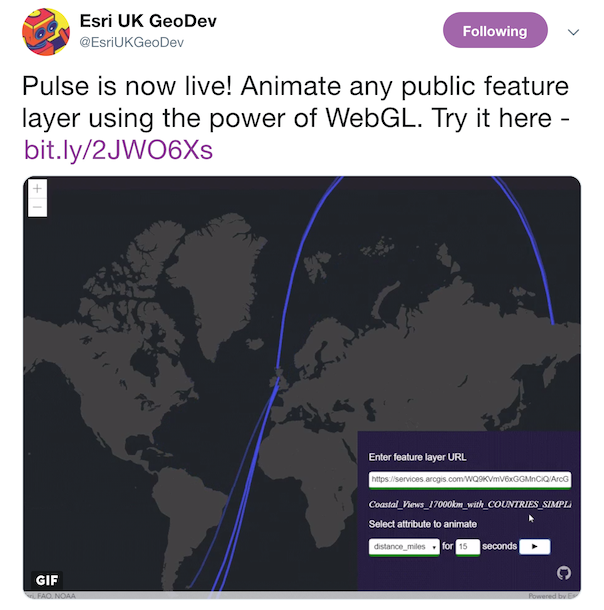 Esri UK GeoDev
@EsriUKGeoDev
Following
Pulse is now live! Animate any public feature
layer using the power of WebGL. Try it here -
bit.ly/2JWO6Xs
+
−
Enter feature layer URL
https://services.arcgis.com/WQ9KVmV6xGGMnCiQ/ArcG
Coastal_Views_17000km_with_COUNTRIES_SIMPL
Select attribute to animate
distance_miles for 15 seconds
GIF
FAO, NOAA
Powered by